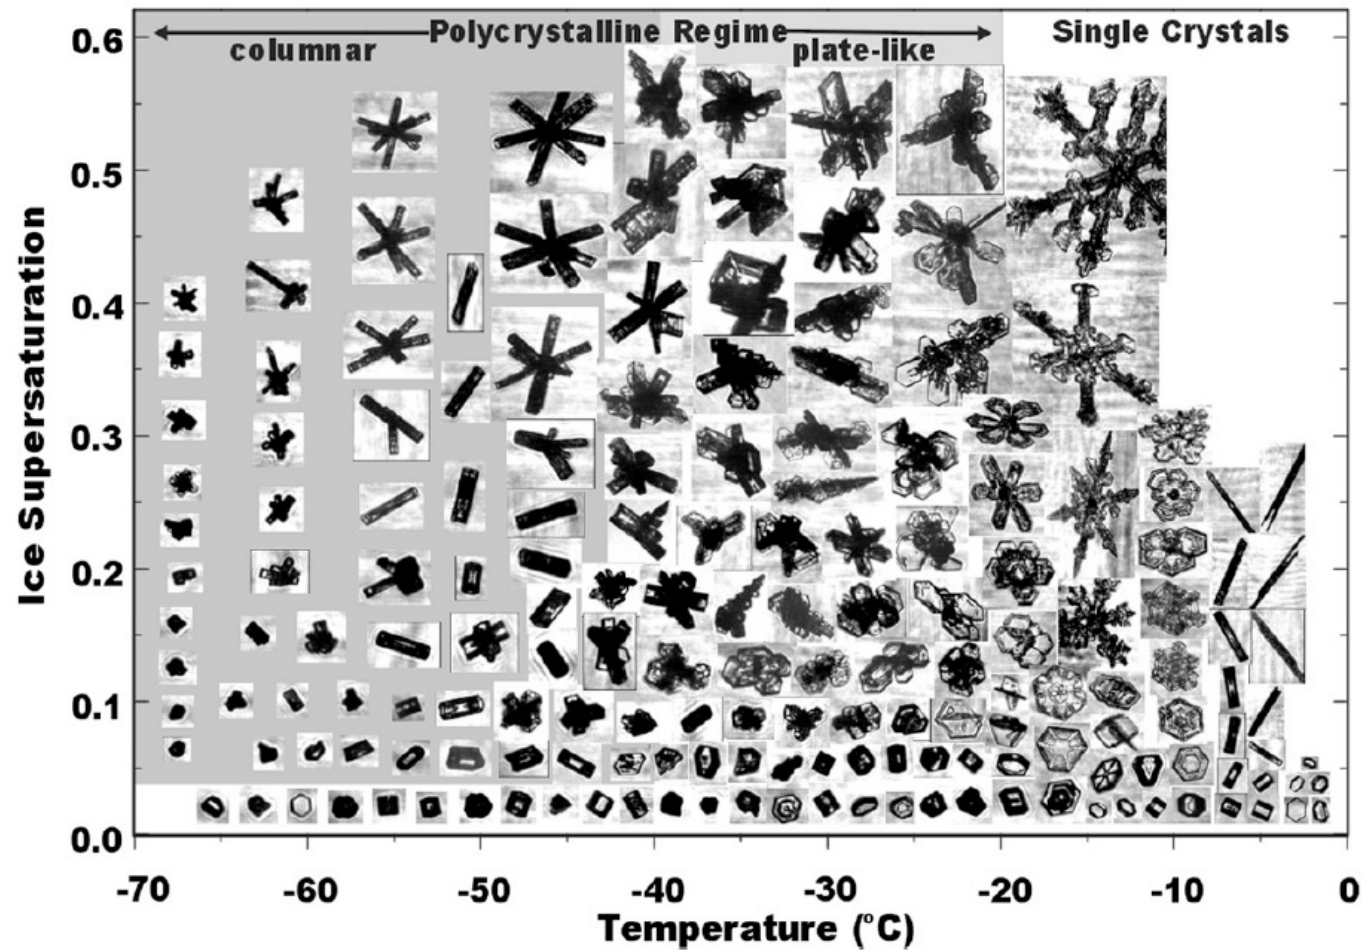 Polycrystalline Regime
columnar
plate-like
Single Crystals
Ice Supersaturation
0.6
0.5
0.4
0.3
0.2
0.1
0.0
-70
-60
-50
-40
-30
-20
-10
0
Temperature (°C)